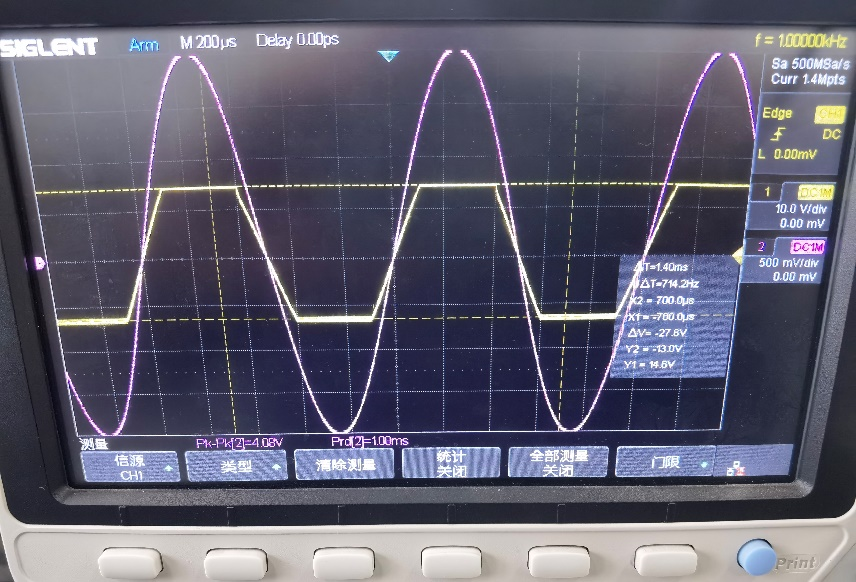 SIGLENT Arm M 200μs Delay 0.00ps f = 1.00000kHz
Sa 500MSa/s
Curr 1.4Mpts
Edge CH1
DC
L 0.00mV
1 DC1M
10.0 V/div
0.00 mV
2 DC1M
500 mV/div
0.00 mV
ΔT=1.40ms
1/ΔT=714.2Hz
X2 = 700.0μs
X1 = -700.0μs
ΔV= -27.6V
Y2 = -13.0V
Y1 = 14.6V
测量 Pk-Pk[2]=4.08V Prd[2]=1.00ms
信源
CH1
类型
清除测量
统计
关闭
全部测量
关闭
门限
Print